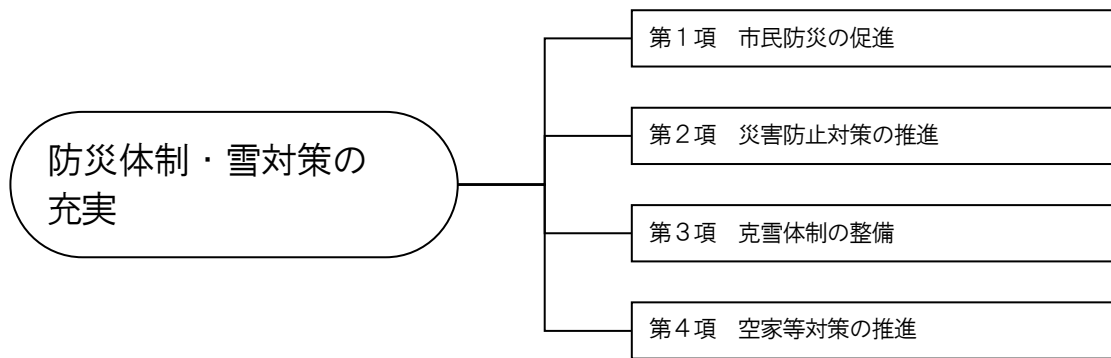 防災体制・雪対策の
充実
第１項　市民防災の促進
第２項　災害防止対策の推進
第３項　克雪体制の整備
第４項　空家等対策の推進